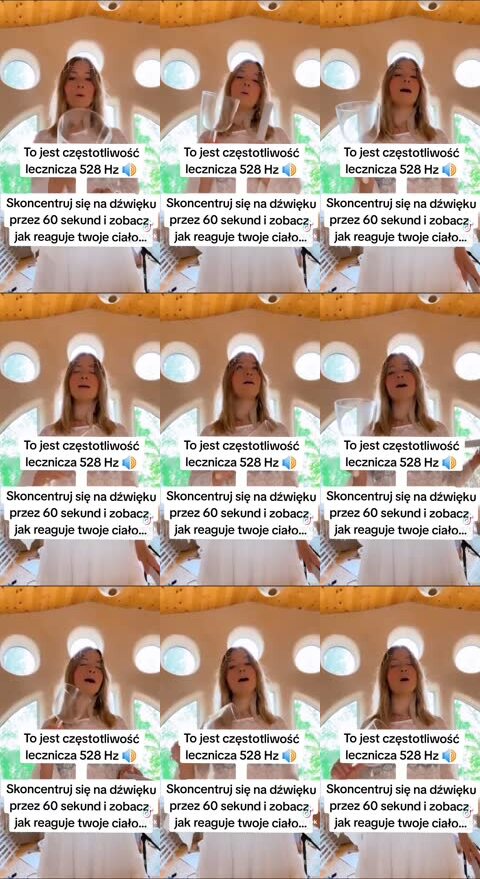 To jest częstotliwość
lecznicza 528 Hz 🔊
Skoncentruj się na dźwięku
przez 60 sekund i zobacz,
jak reaguje twoje ciało...
To jest częstotliwość
lecznicza 528 Hz 🔊
Skoncentruj się na dźwięku
przez 60 sekund i zobacz,
jak reaguje twoje ciało...
To jest częstotliwość
lecznicza 528 Hz 🔊
Skoncentruj się na dźwięku
przez 60 sekund i zobacz,
jak reaguje twoje ciało...
To jest częstotliwość
lecznicza 528 Hz 🔊
Skoncentruj się na dźwięku
przez 60 sekund i zobacz,
jak reaguje twoje ciało...
To jest częstotliwość
lecznicza 528 Hz 🔊
Skoncentruj się na dźwięku
przez 60 sekund i zobacz,
jak reaguje twoje ciało...
To jest częstotliwość
lecznicza 528 Hz 🔊
Skoncentruj się na dźwięku
przez 60 sekund i zobacz,
jak reaguje twoje ciało...
To jest częstotliwość
lecznicza 528 Hz 🔊
Skoncentruj się na dźwięku
przez 60 sekund i zobacz,
jak reaguje twoje ciało...
To jest częstotliwość
lecznicza 528 Hz 🔊
Skoncentruj się na dźwięku
przez 60 sekund i zobacz,
jak reaguje twoje ciało...
To jest częstotliwość
lecznicza 528 Hz 🔊
Skoncentruj się na dźwięku
przez 60 sekund i zobacz,
jak reaguje twoje ciało...